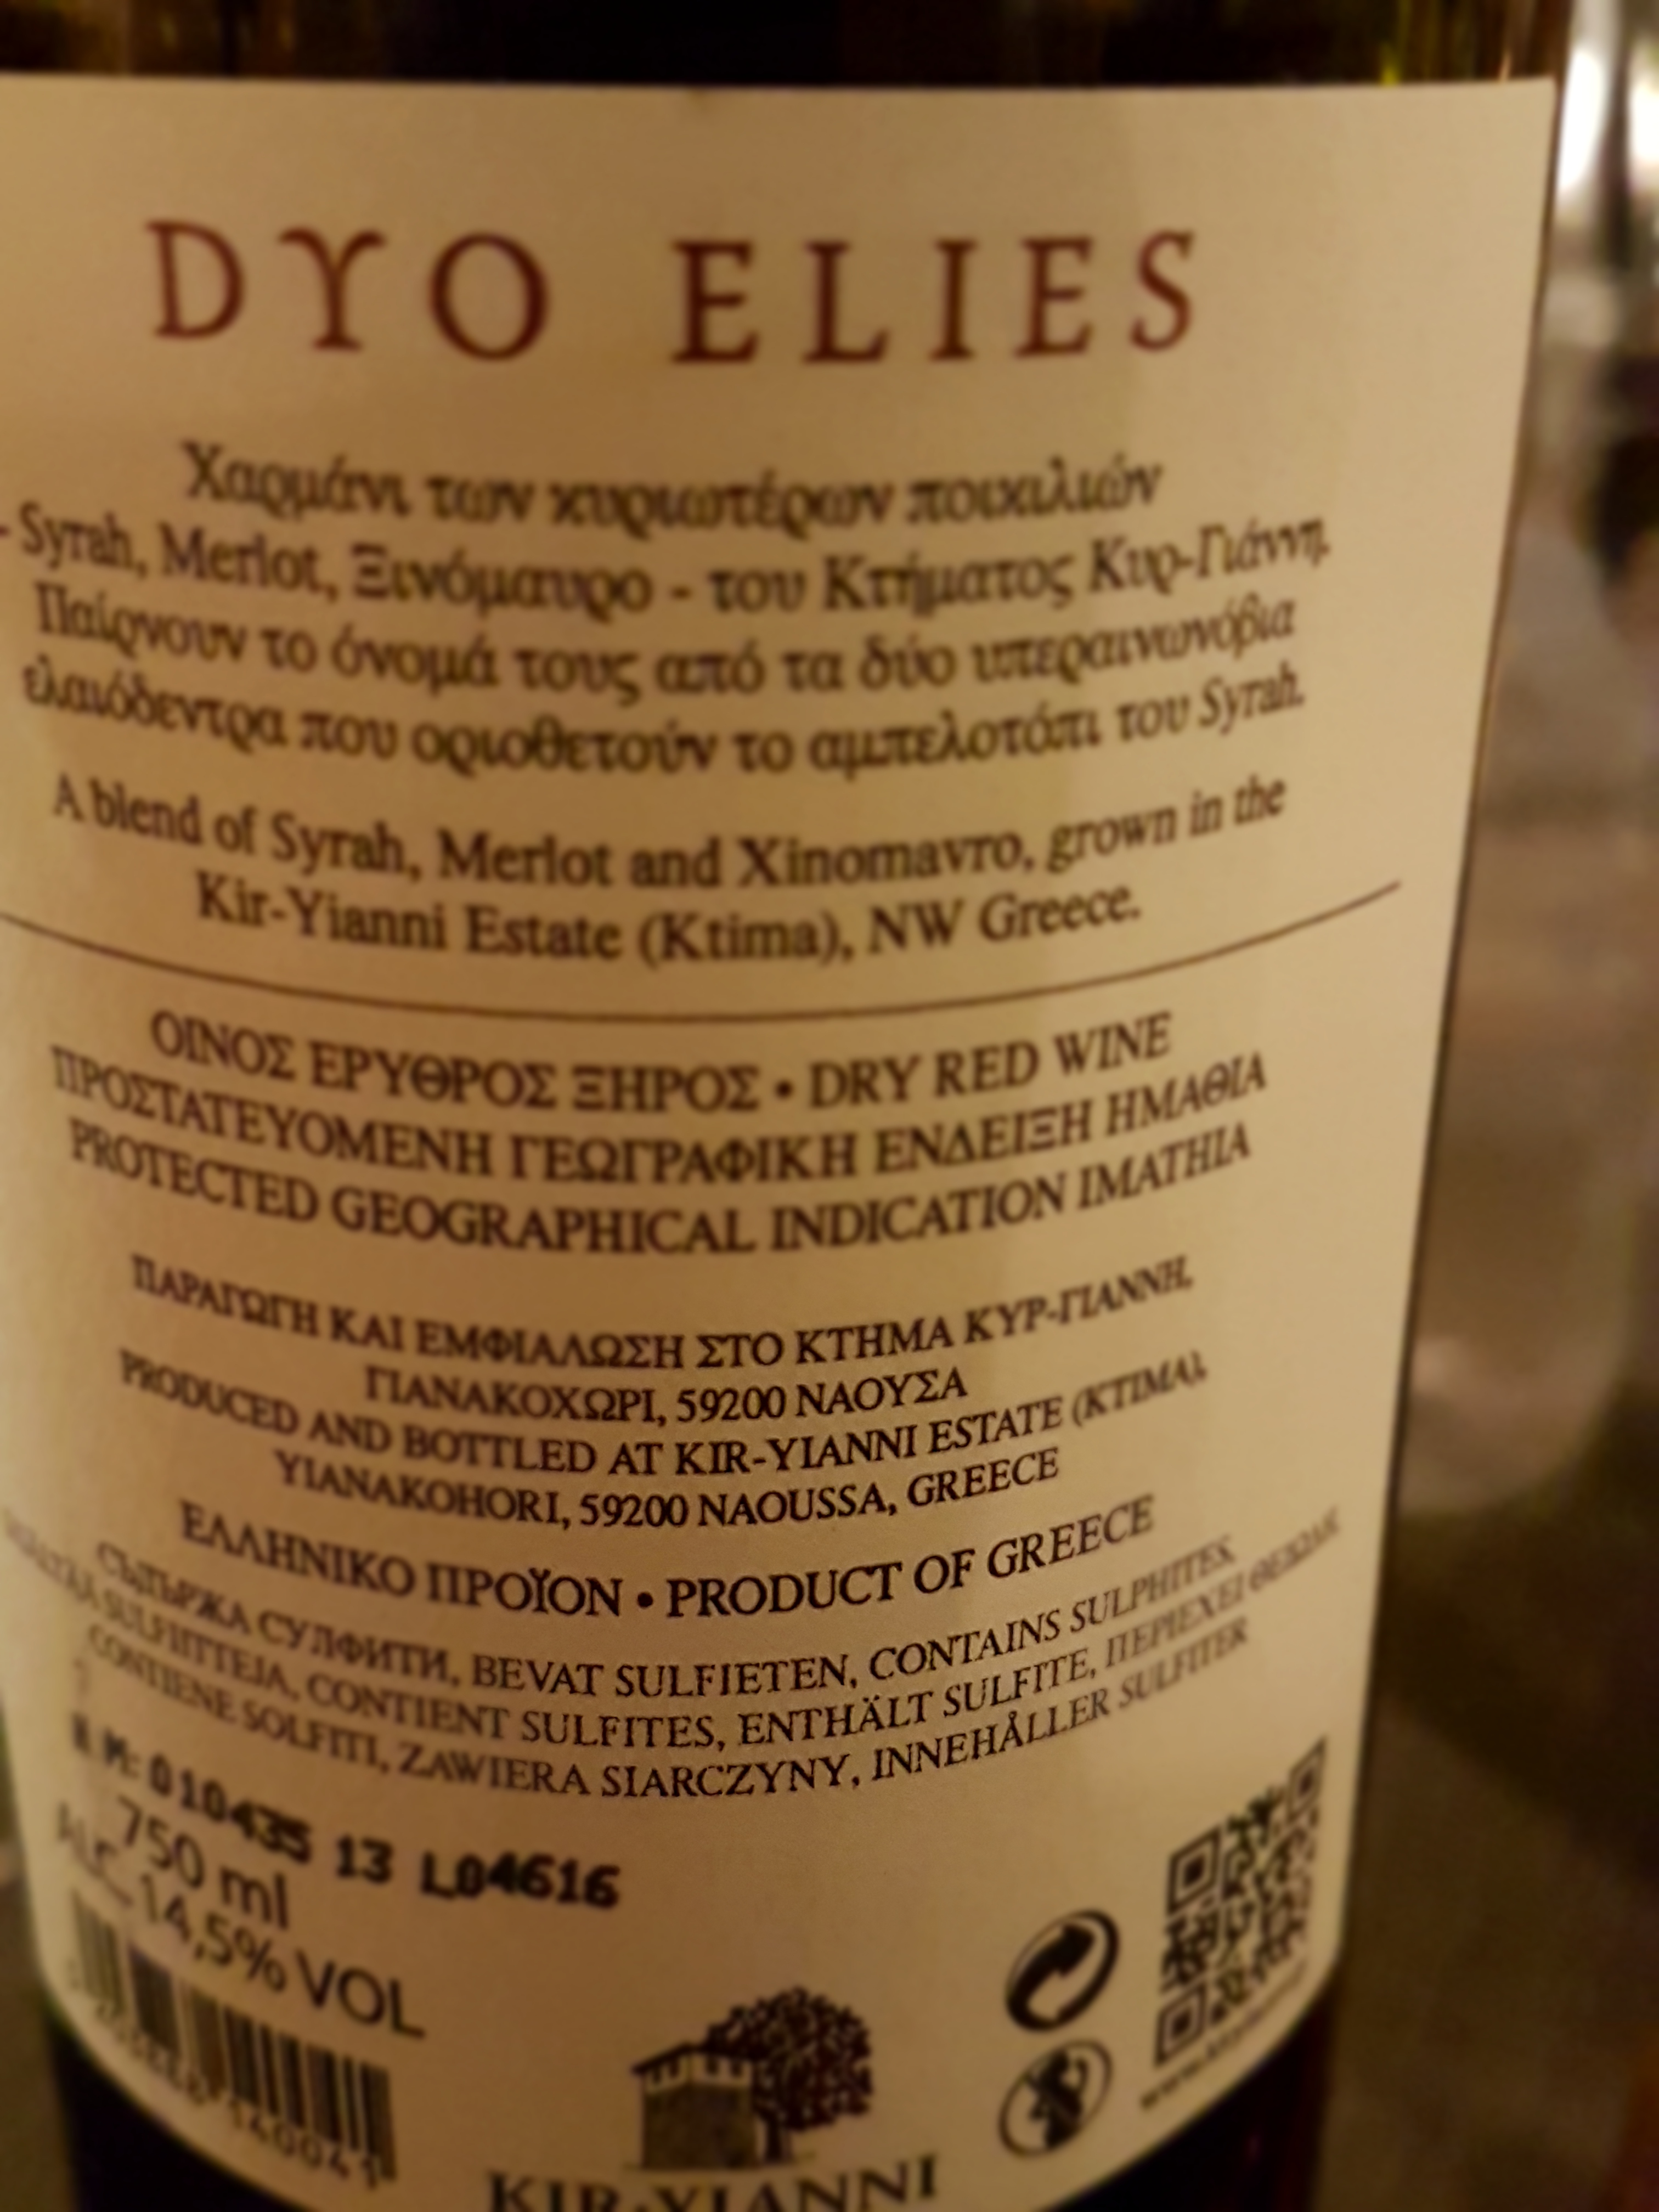 DYO ELIES
Χαρμάνι των κυριωτέρων ποικιλιών
- Syrah, Merlot, Ξινόμαυρο - του Κτήματος Κυρ-Γιάννη.
Παίρνουν το όνομά τους από τα δύο υπεραιωνόβια
ελαιόδεντρα που οριοθετούν το αμπελοτόπι του Syrah.
A blend of Syrah, Merlot and Xinomavro, grown in the
Kir-Yianni Estate (Ktima), NW Greece.
ΟΙΝΟΣ ΕΡΥΘΡΟΣ ΞΗΡΟΣ • DRY RED WINE
ΠΡΟΣΤΑΤΕΥΟΜΕΝΗ ΓΕΩΓΡΑΦΙΚΗ ΕΝΔΕΙΞΗ ΗΜΑΘΙΑ
PROTECTED GEOGRAPHICAL INDICATION IMATHIA
ΠΑΡΑΓΩΓΗ ΚΑΙ ΕΜΦΙΑΛΩΣΗ ΣΤΟ ΚΤΗΜΑ ΚΥΡ-ΓΙΑΝΝΗ,
ΓΙΑΝΑΚΟΧΩΡΙ, 59200 ΝΑΟΥΣΑ
PRODUCED AND BOTTLED AT KIR-YIANNI ESTATE (KTIMA),
YIANAKOHORI, 59200 NAOUSSA, GREECE
ΕΛΛΗΝΙΚΟ ΠΡΟΪΟΝ • PRODUCT OF GREECE
СЪДЪРЖА СУЛФИТИ, BEVAT SULFIETEN, CONTAINS SULPHITES,
SULFIITTEJA, CONTIENT SULFITES, ENTHÄLT SULFITE, ΠΕΡΙΕΧΕΙ ΘΕΙΩΔΗ,
CONTIENE SOLFITI, ZAWIERA SIARCZYNY, INNEHÅLLER SULFITER
010435 13 L04616
750 ml
ALC. 14,5% VOL
140041
KIR-YIANNI